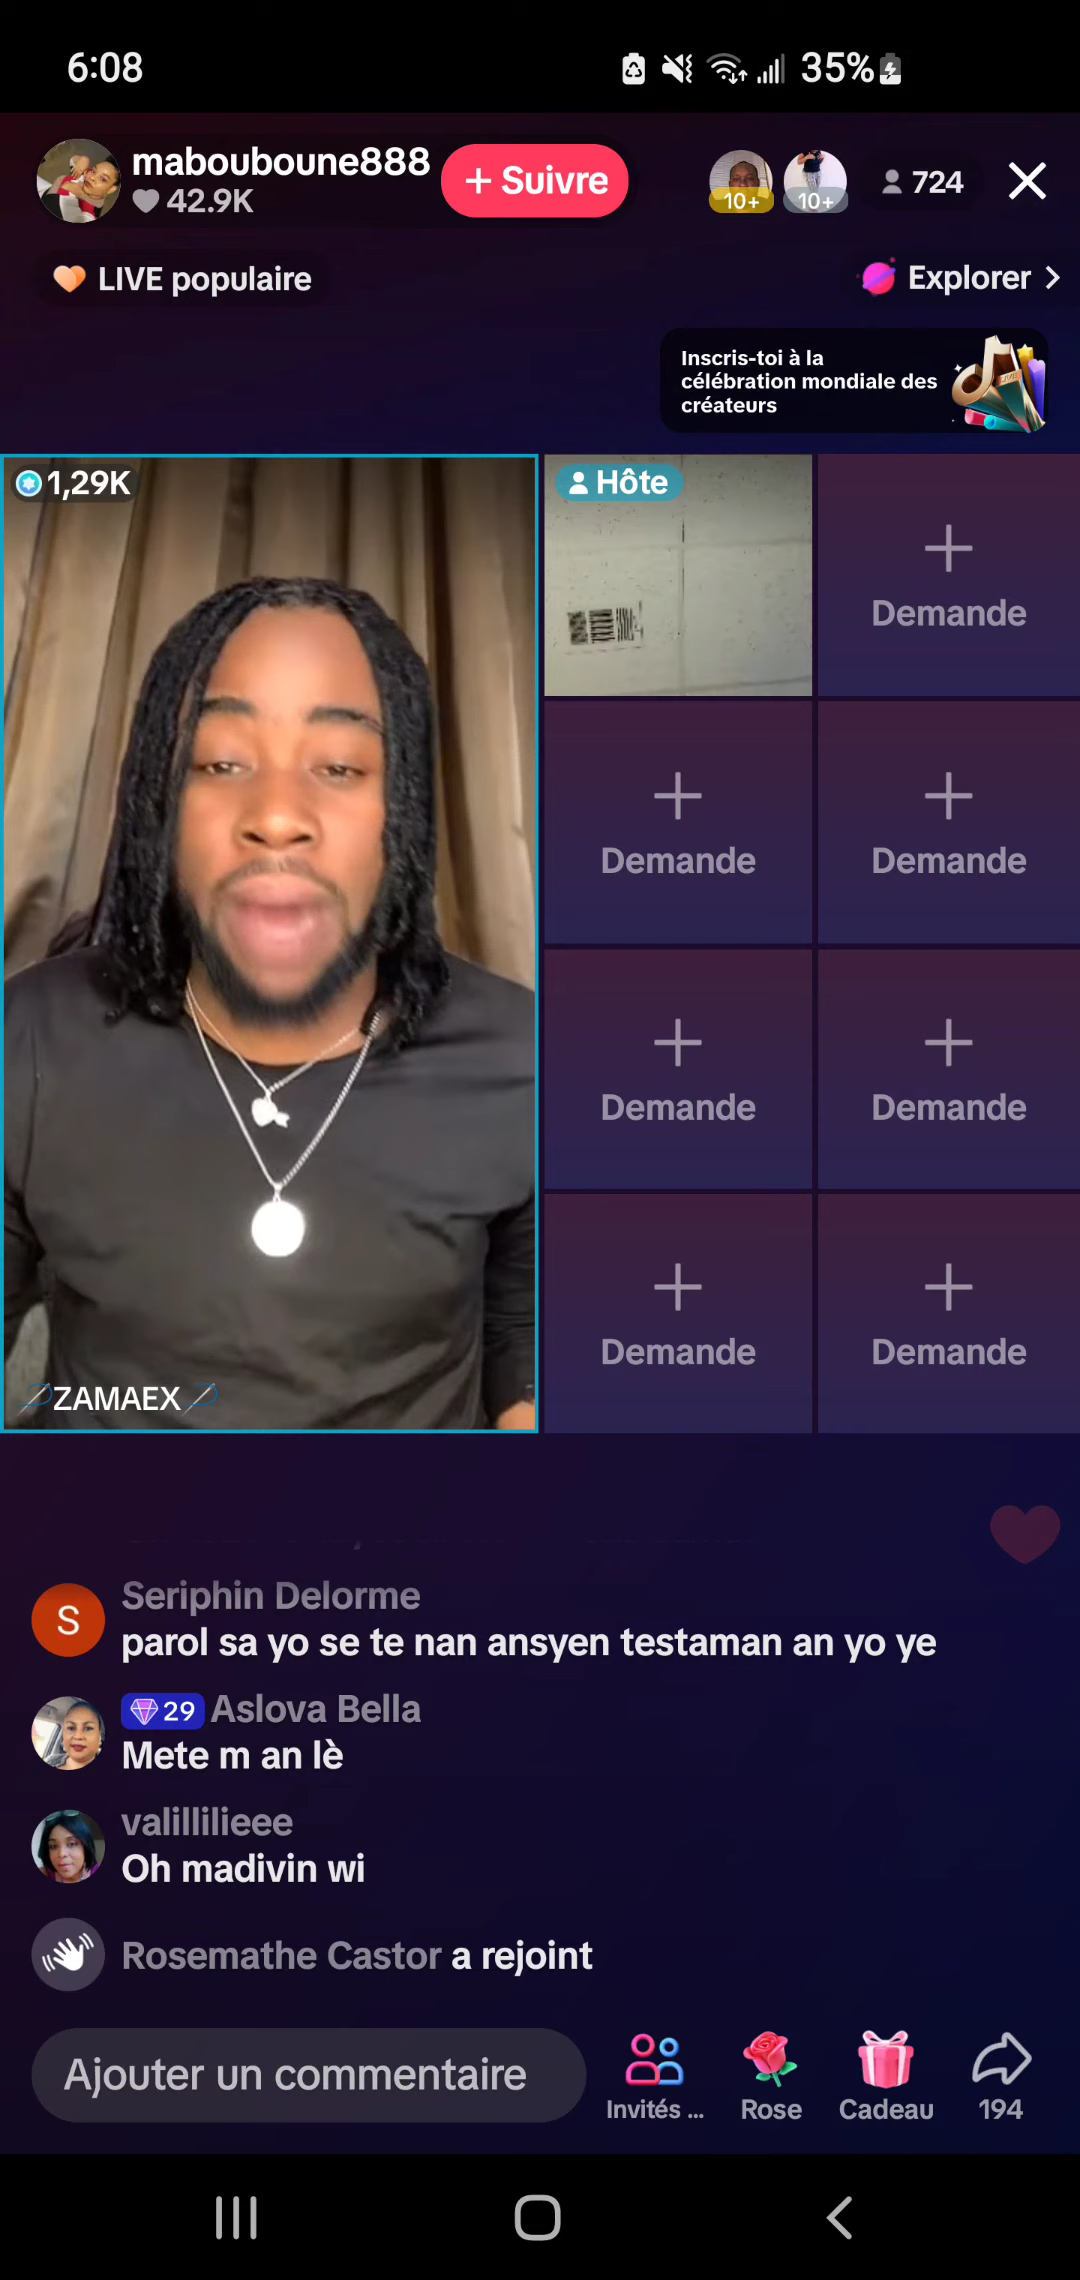 6:08
35%
mabouboune888
42.9K
+ Suivre
10+
10+
724
LIVE populaire
Explorer
Inscris-toi à la
célébration mondiale des
créateurs
1,29K
Hôte
Demande
Demande
Demande
Demande
Demande
Demande
Demande
ZAMAEX
Seriphin Delorme
parol sa yo se te nan ansyen testaman an yo ye
29 Aslova Bella
Mete m an lè
valillilieee
Oh madivin wi
Rosemathe Castor a rejoint
Ajouter un commentaire
Invités ...
Rose
Cadeau
194